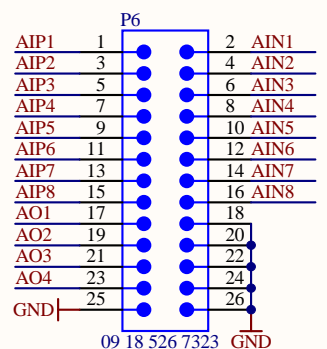 P6
AIP1 1 2 AIN1
AIP2 3 4 AIN2
AIP3 5 6 AIN3
AIP4 7 8 AIN4
AIP5 9 10 AIN5
AIP6 11 12 AIN6
AIP7 13 14 AIN7
AIP8 15 16 AIN8
AO1 17 18
AO2 19 20
AO3 21 22
AO4 23 24
GND 25 26
09 18 526 7323 GND